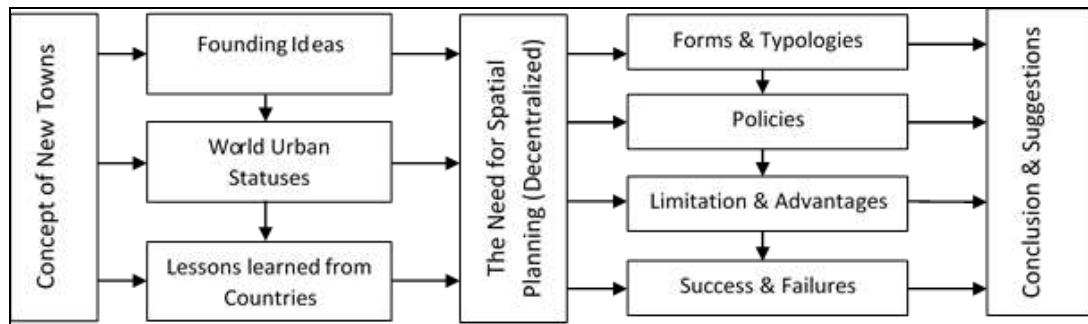 Concept of New Towns
Founding Ideas
World Urban
Statuses
Lessons learned from
Countries
The Need for Spatial
Planning (Decentralized)
Forms & Typologies
Policies
Limitation & Advantages
Success & Failures
Conclusion & Suggestions